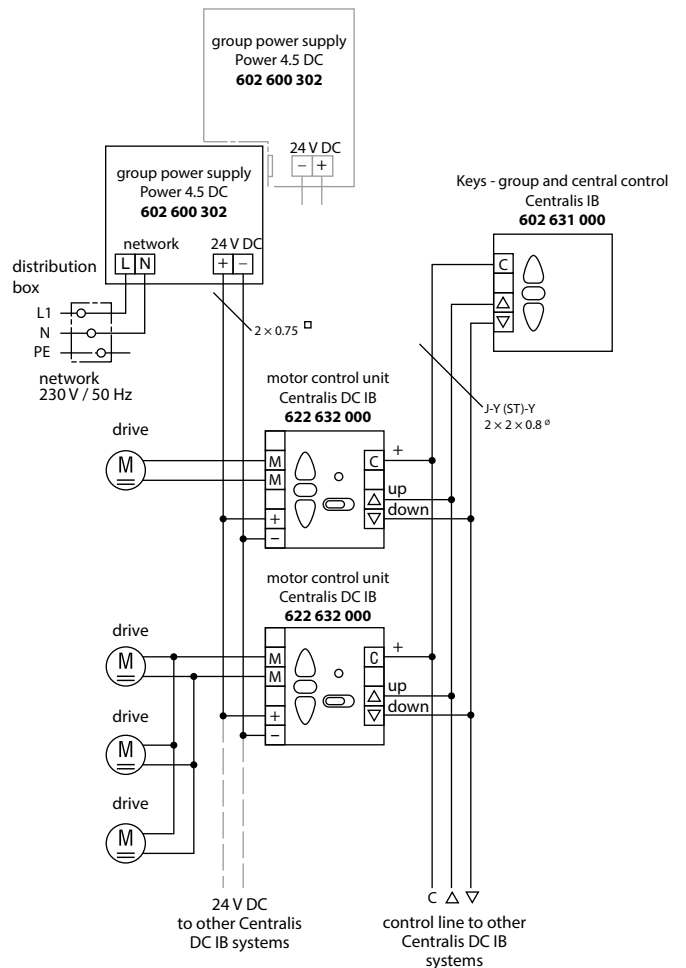 group power supply
Power 4.5 DC
602 600 302
24 V DC
− +
group power supply
Power 4.5 DC
602 600 302
network 24 V DC
L N + −
Keys - group and central control
Centralis IB
602 631 000
C
distribution
box
L1
N
PE
network
230 V / 50 Hz
2 × 0.75
J-Y (ST)-Y
2 × 2 × 0.8 ø
motor control unit
Centralis DC IB
622 632 000
drive
M
M
M
+
−
C
+
up
down
motor control unit
Centralis DC IB
622 632 000
drive
M
M
M
+
−
C
+
up
down
drive
M
drive
M
24 V DC
to other Centralis
DC IB systems
C
control line to other
Centralis DC IB
systems